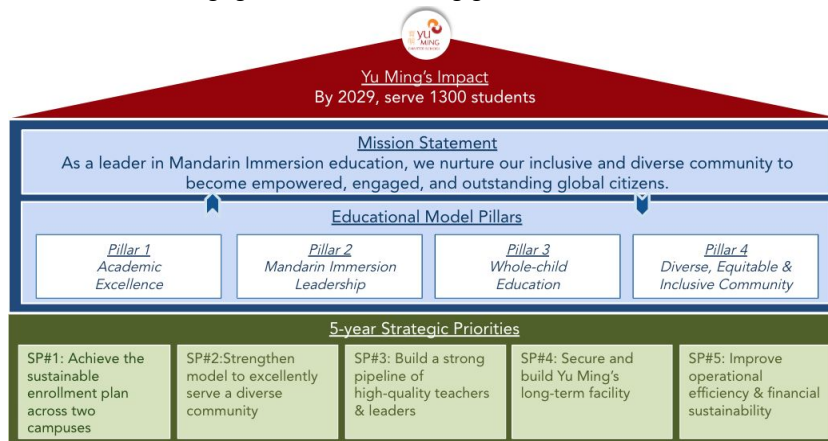 yu
MING
Yu Ming's Impact
By 2029, serve 1300 students
Mission Statement
As a leader in Mandarin Immersion education, we nurture our inclusive and diverse community to
become empowered, engaged, and outstanding global citizens.
Educational Model Pillars
Pillar 1
Academic
Excellence
Pillar 2
Mandarin Immersion
Leadership
Pillar 3
Whole-child
Education
Pillar 4
Diverse, Equitable &
Inclusive Community
5-year Strategic Priorities
SP#1: Achieve the
sustainable
enrollment plan
across two
campuses
SP#2:Strengthen
model to excellently
serve a diverse
community
SP#3: Build a strong
pipeline of
high-quality teachers
& leaders
SP#4: Secure and
build Yu Ming's
long-term facility
SP#5: Improve
operational
efficiency & financial
sustainability